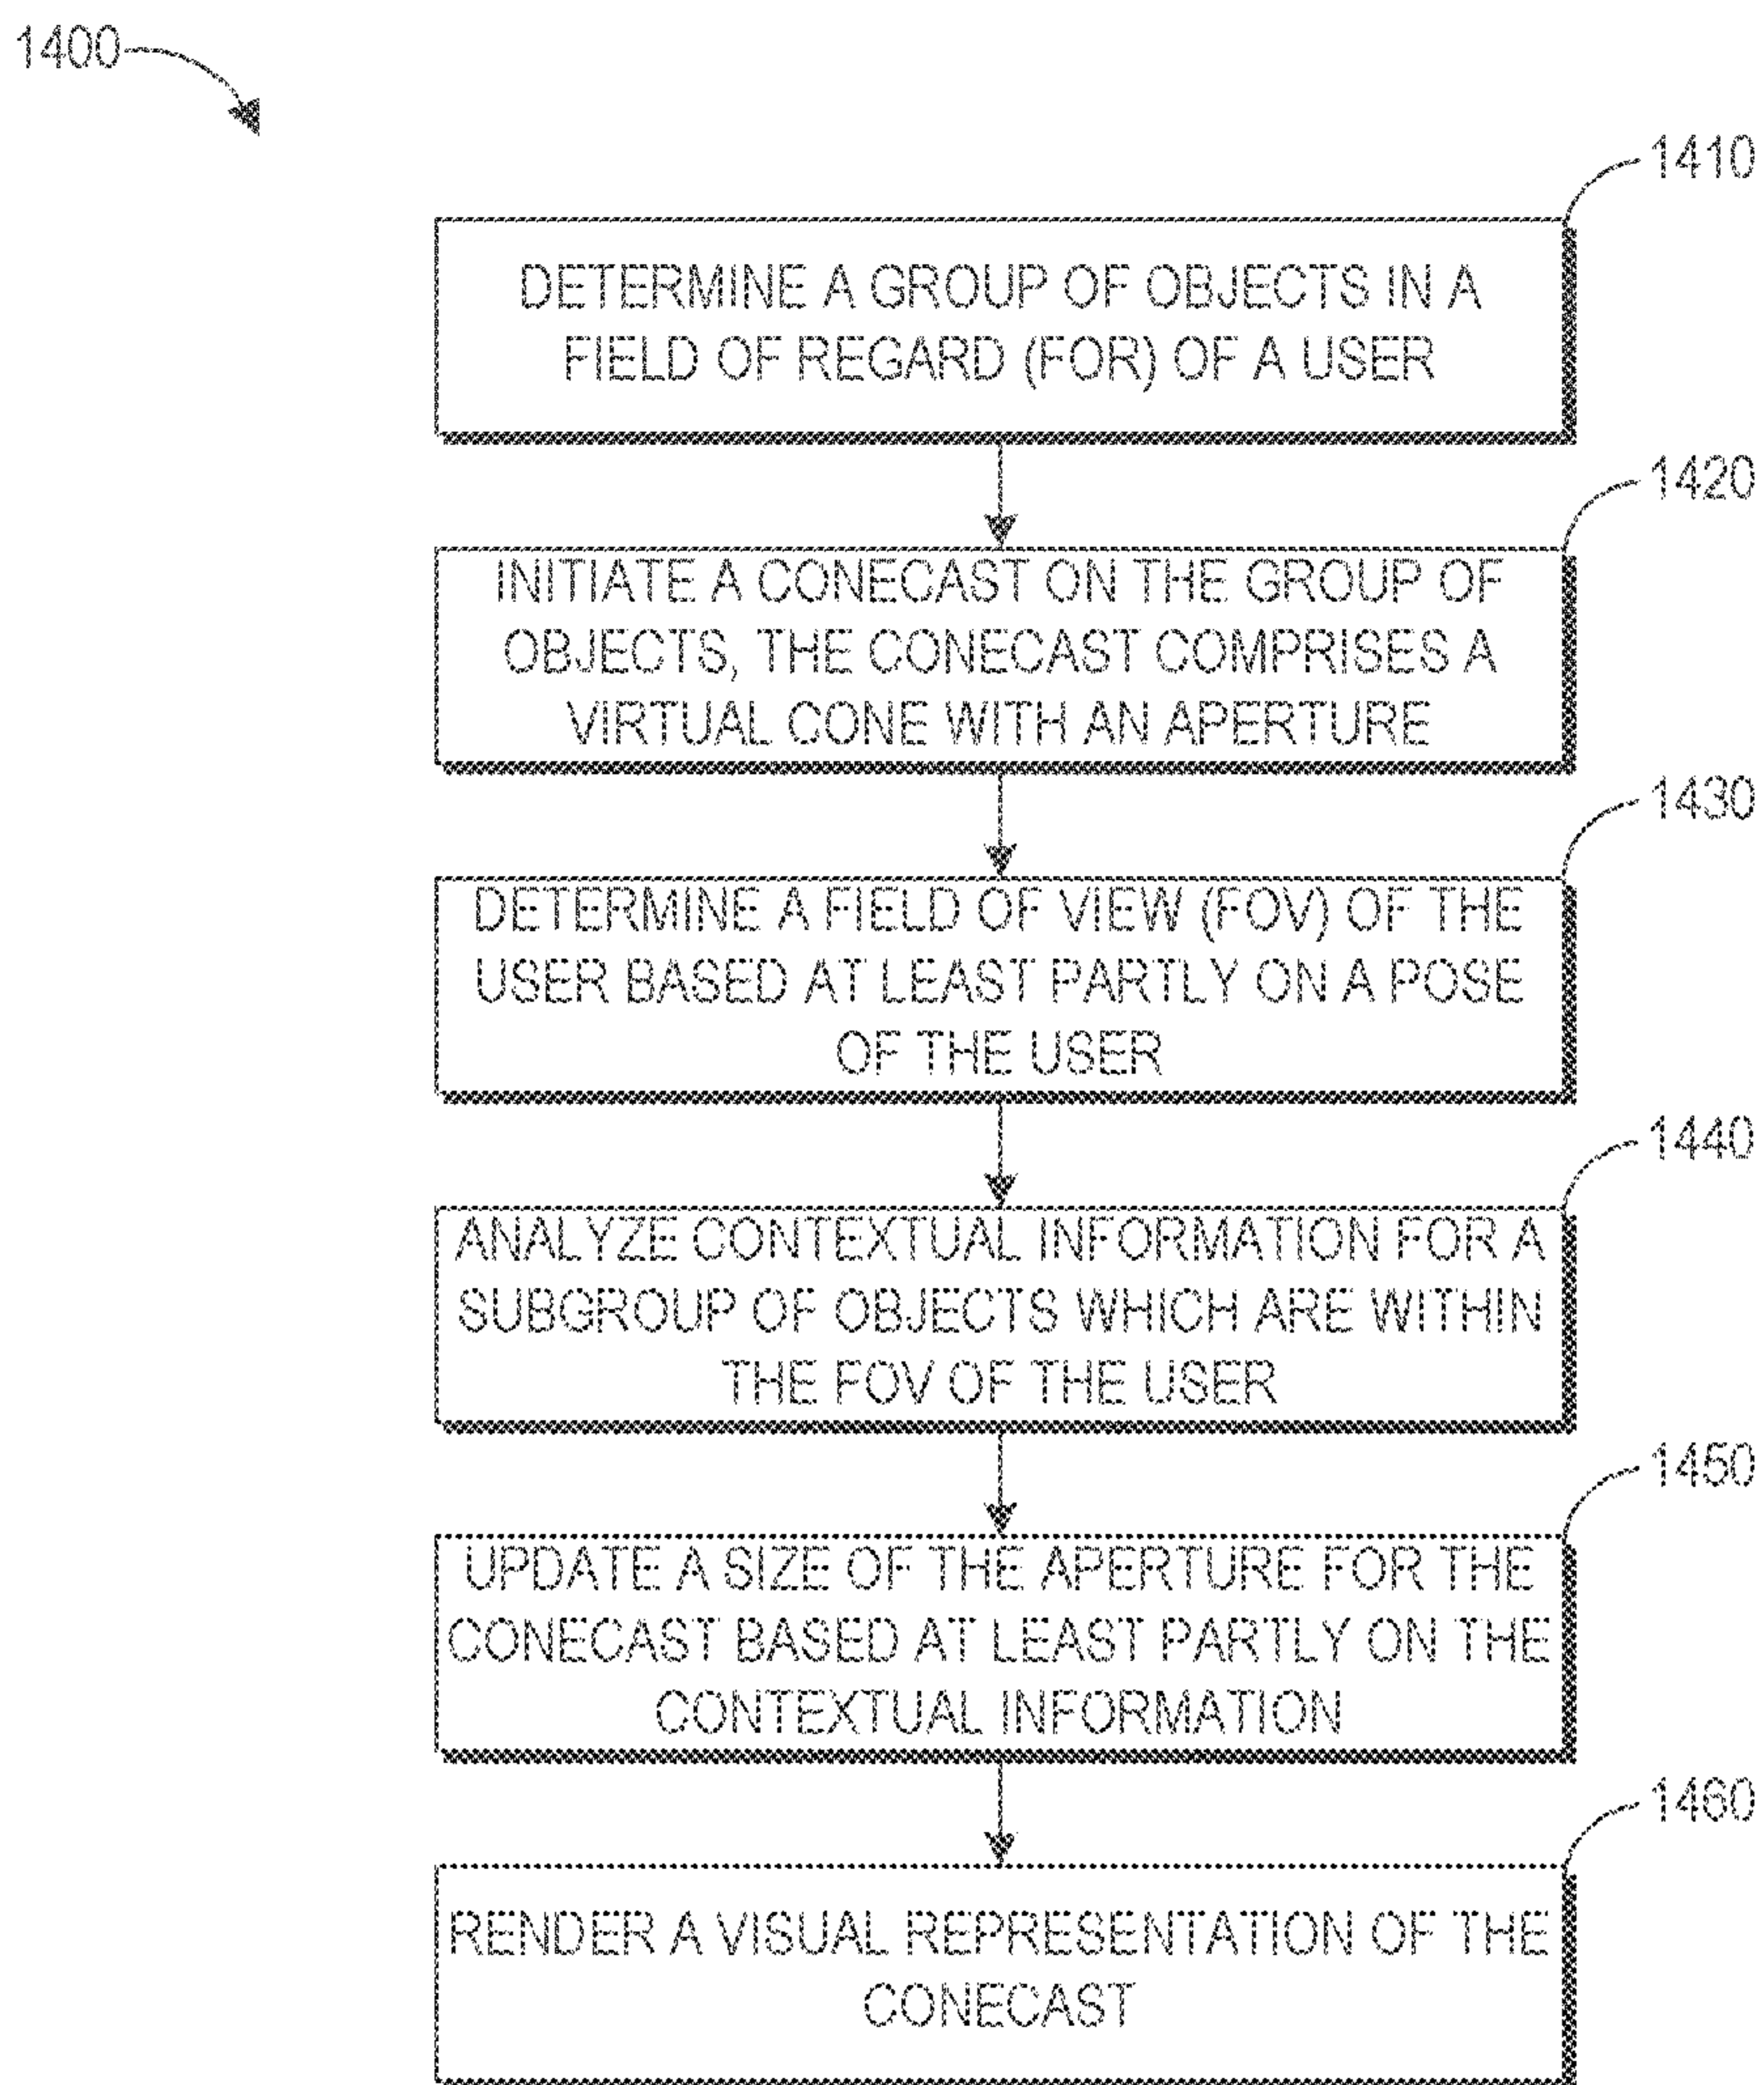 1400
1410
DETERMINE A GROUP OF OBJECTS IN A
FIELD OF REGARD (FOR) OF A USER
1420
INITIATE A CONECAST ON THE GROUP OF
OBJECTS, THE CONECAST COMPRISES A
VIRTUAL CONE WITH AN APERTURE
1430
DETERMINE A FIELD OF VIEW (FOV) OF THE
USER BASED AT LEAST PARTLY ON A POSE
OF THE USER
1440
ANALYZE CONTEXTUAL INFORMATION FOR A
SUBGROUP OF OBJECTS WHICH ARE WITHIN
THE FOV OF THE USER
1450
UPDATE A SIZE OF THE APERTURE FOR THE
CONECAST BASED AT LEAST PARTLY ON THE
CONTEXTUAL INFORMATION
1460
RENDER A VISUAL REPRESENTATION OF THE
CONECAST